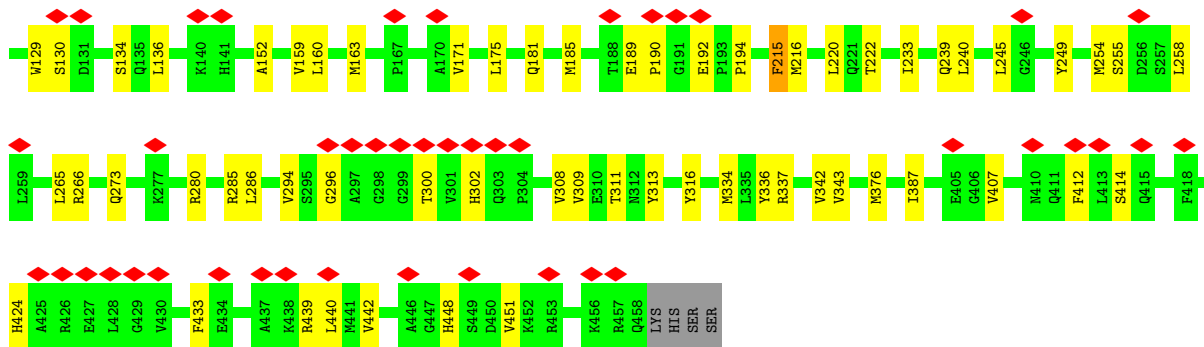 W129 S130 D131 S134 Q135 L136 K140 H141 A152 V159 L160 M163 P167 A170 V171 L175 Q181 M185 T188 E189 P190 G191 E192 P193 P194 F215 M216 L220 Q221 T222 I233 Q239 L240 L245 G246 Y249 M254 S255 D256 S257 L258
L259 L265 R266 Q273 K277 R280 R285 L286 V294 S295 G296 A297 G298 G299 T300 V301 H302 Q303 P304 V308 V309 E310 T311 N312 Y313 Y316 M334 L335 Y336 R337 V342 V343 M376 I387 E405 G406 V407 N410 Q411 F412 L413 S414 Q415 F418
H424 A425 R426 E427 L428 G429 V430 F433 E434 A437 K438 R439 L440 M441 V442 A446 G447 H448 S449 D450 V451 K452 R453 K456 R457 Q458 LYS HIS SER SER